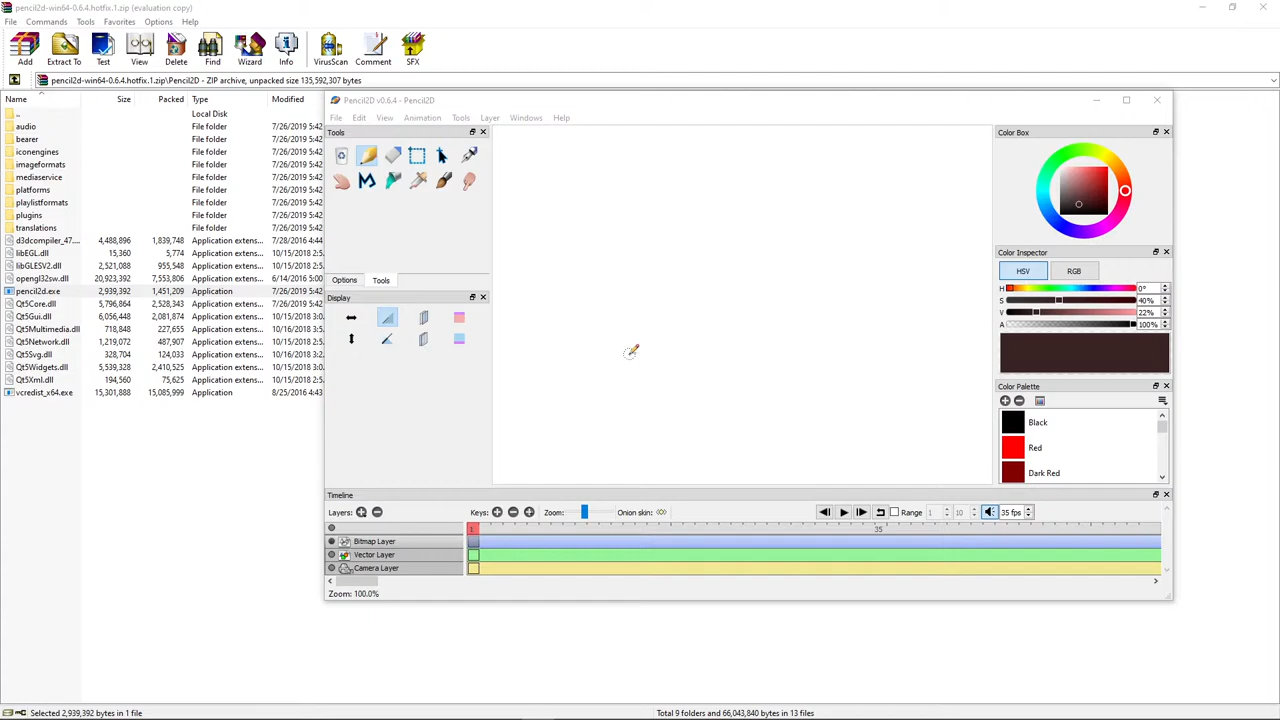 pencil2d-win64-0.6.4.hotfix.1.zip (evaluation copy)
File Commands Tools Favorites Options Help
Add Extract To Test View Delete Find Wizard Info VirusScan Comment SFX
pencil2d-win64-0.6.4.hotfix.1.zip\Pencil2D - ZIP archive, unpacked size 135,592,307 bytes
Name Size Packed Type Modified
.. Local Disk
audio File folder 7/26/2019 5:42
bearer File folder 7/26/2019 5:42
iconengines File folder 7/26/2019 5:42
imageformats File folder 7/26/2019 5:42
mediaservice File folder 7/26/2019 5:42
platforms File folder 7/26/2019 5:42
playlistformats File folder 7/26/2019 5:42
plugins File folder 7/26/2019 5:42
translations File folder 7/26/2019 5:42
d3dcompiler_47.... 4,488,896 1,839,748 Application extens... 7/28/2016 4:44
libEGL.dll 15,360 5,774 Application extens... 10/15/2018 2:5...
libGLESV2.dll 2,521,088 955,548 Application extens... 10/15/2018 2:5...
opengl32sw.dll 20,923,392 7,553,806 Application extens... 6/14/2016 5:00
pencil2d.exe 2,939,392 1,451,209 Application 7/26/2019 5:42
Qt5Core.dll 5,796,864 2,528,343 Application extens... 7/26/2019 5:42
Qt5Gui.dll 6,056,448 2,081,874 Application extens... 10/15/2018 3:0...
Qt5Multimedia.dll 718,848 227,655 Application extens... 10/16/2018 3:2...
Qt5Network.dll 1,219,072 487,907 Application extens... 10/15/2018 2:5...
Qt5Svg.dll 328,704 124,033 Application extens... 10/16/2018 3:2...
Qt5Widgets.dll 5,539,328 2,410,525 Application extens... 10/15/2018 3:0...
Qt5Xml.dll 194,560 75,625 Application extens... 10/15/2018 2:5...
vcredist_x64.exe 15,301,888 15,085,999 Application 8/25/2016 4:43
Pencil2D v0.6.4 - Pencil2D
File Edit View Animation Tools Layer Windows Help
Tools
Options Tools
Display
Color Box
Color Inspector
HSV RGB
H 0°
S 40%
V 22%
A 100%
Color Palette
Black
Red
Dark Red
Timeline
Layers: Keys: Zoom: Onion skin: Range 1 10 35 fps
1 35
Bitmap Layer
Vector Layer
Camera Layer
Zoom: 100.0%
Selected 2,939,392 bytes in 1 file Total 9 folders and 66,043,840 bytes in 13 files